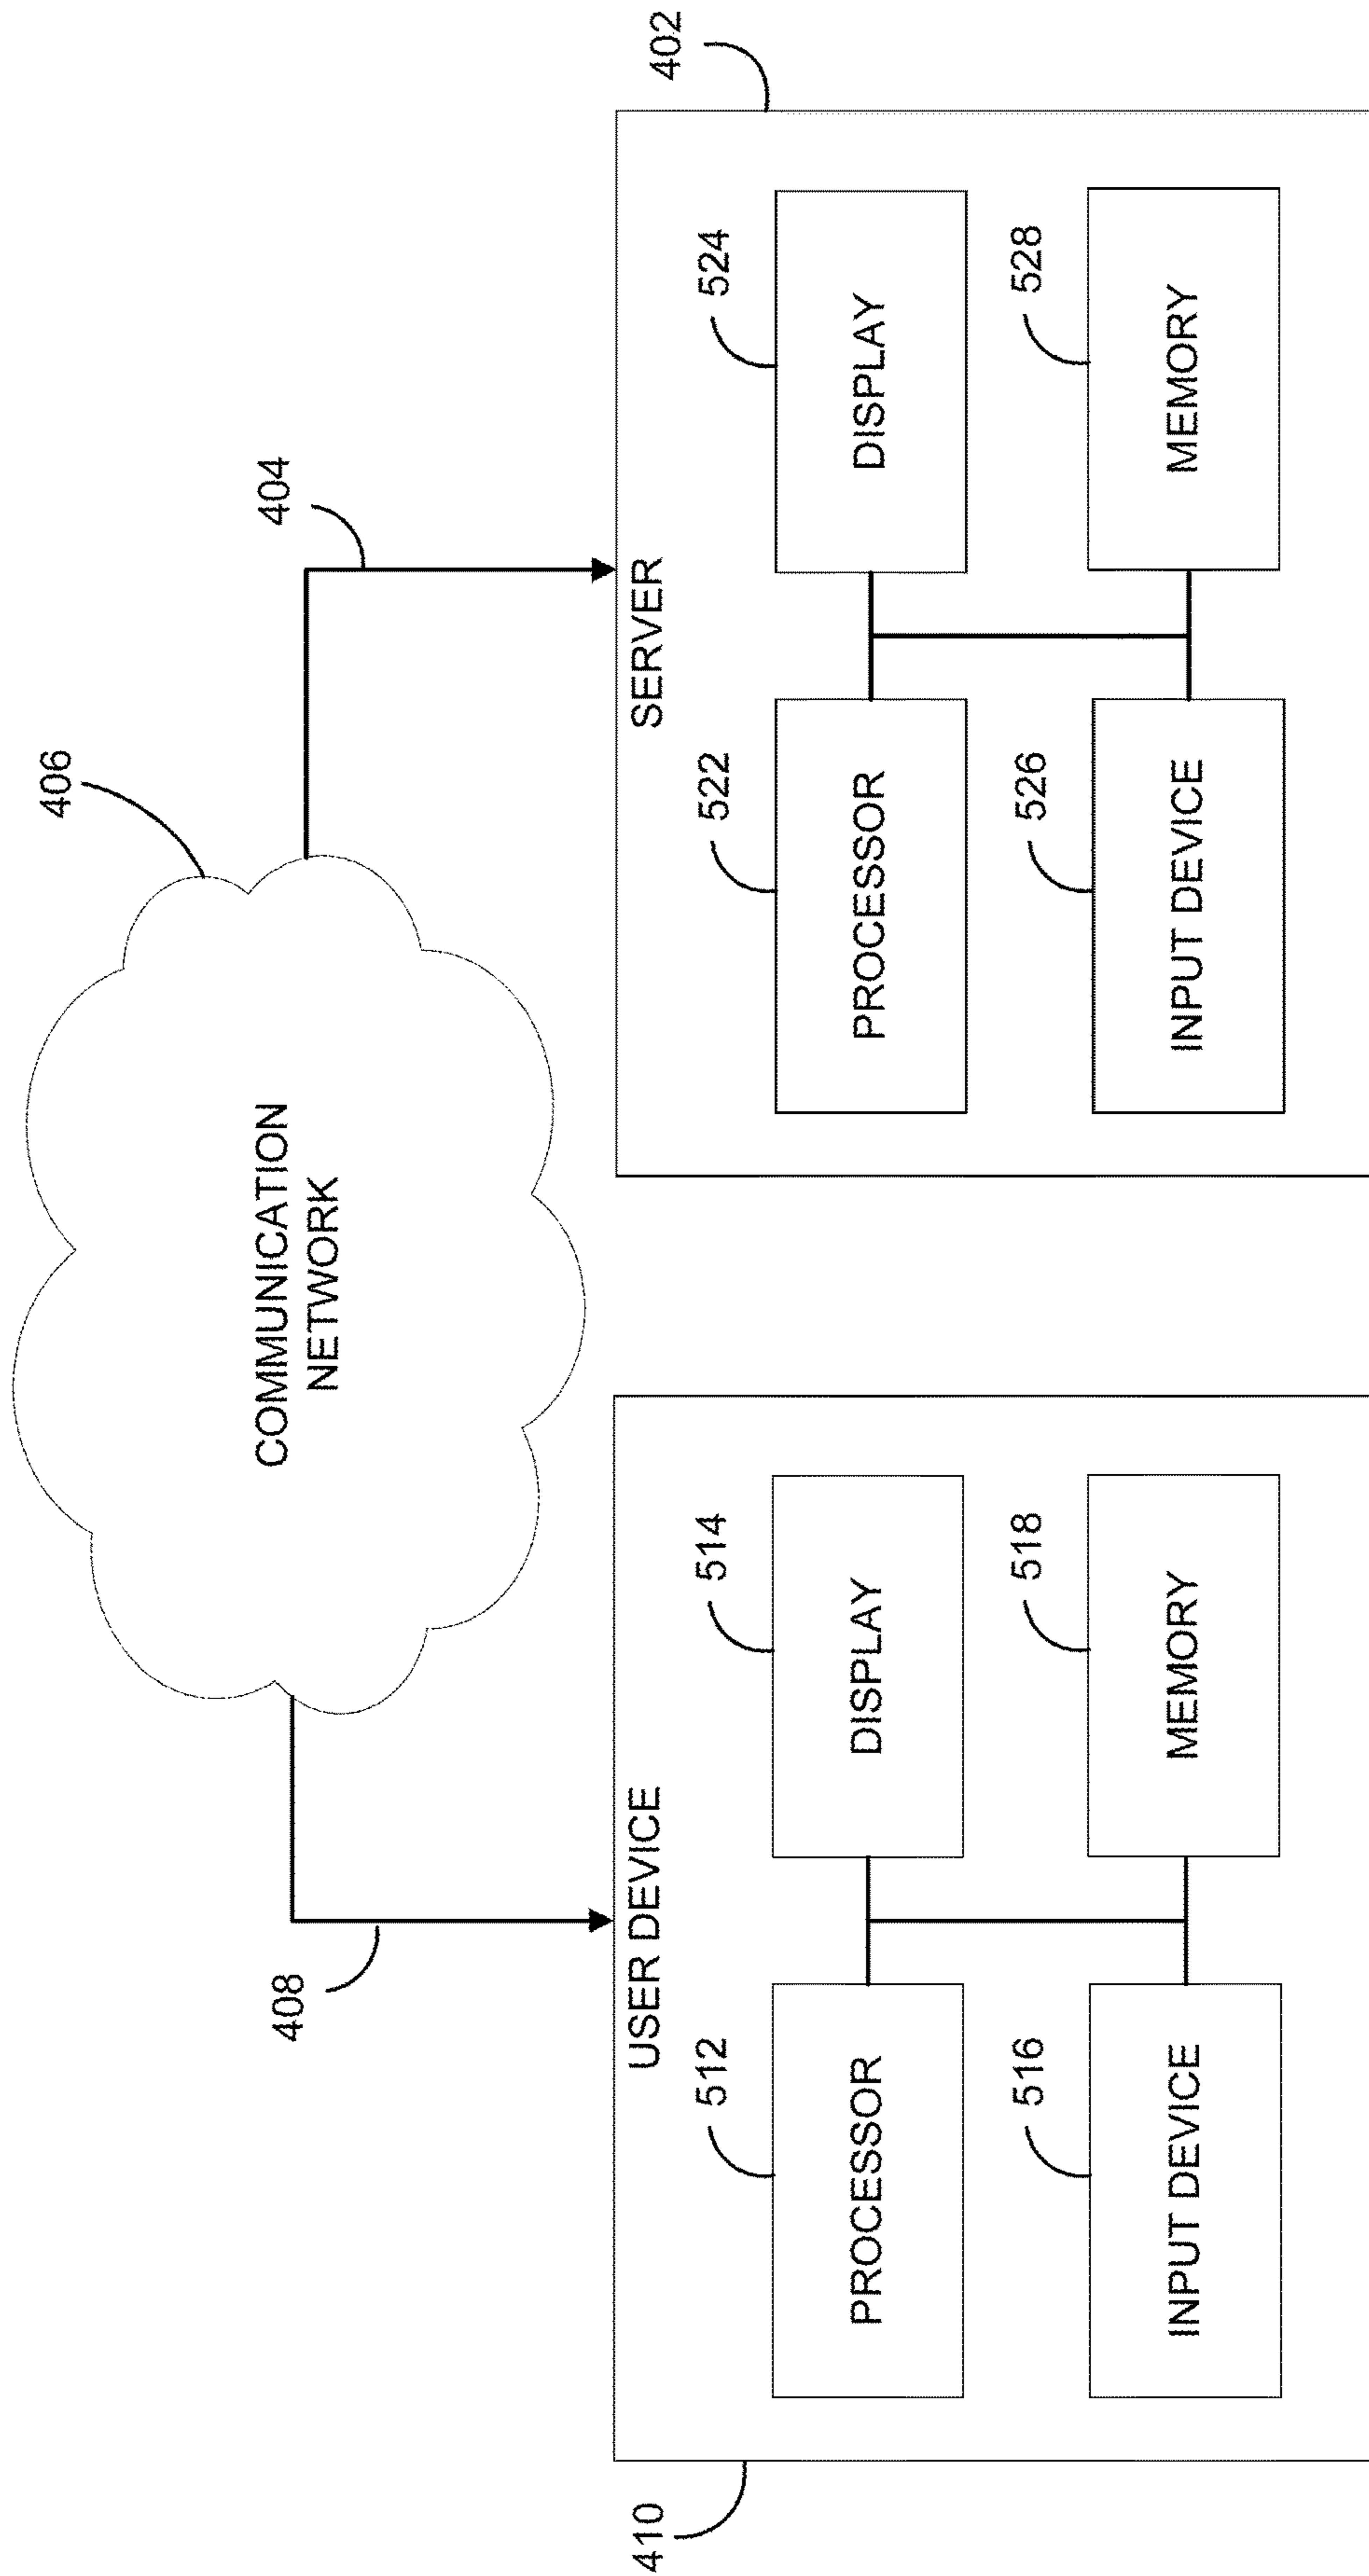 406
COMMUNICATION
NETWORK
408
404
410
USER DEVICE
512
PROCESSOR
514
DISPLAY
516
INPUT DEVICE
518
MEMORY
402
SERVER
522
PROCESSOR
524
DISPLAY
526
INPUT DEVICE
528
MEMORY